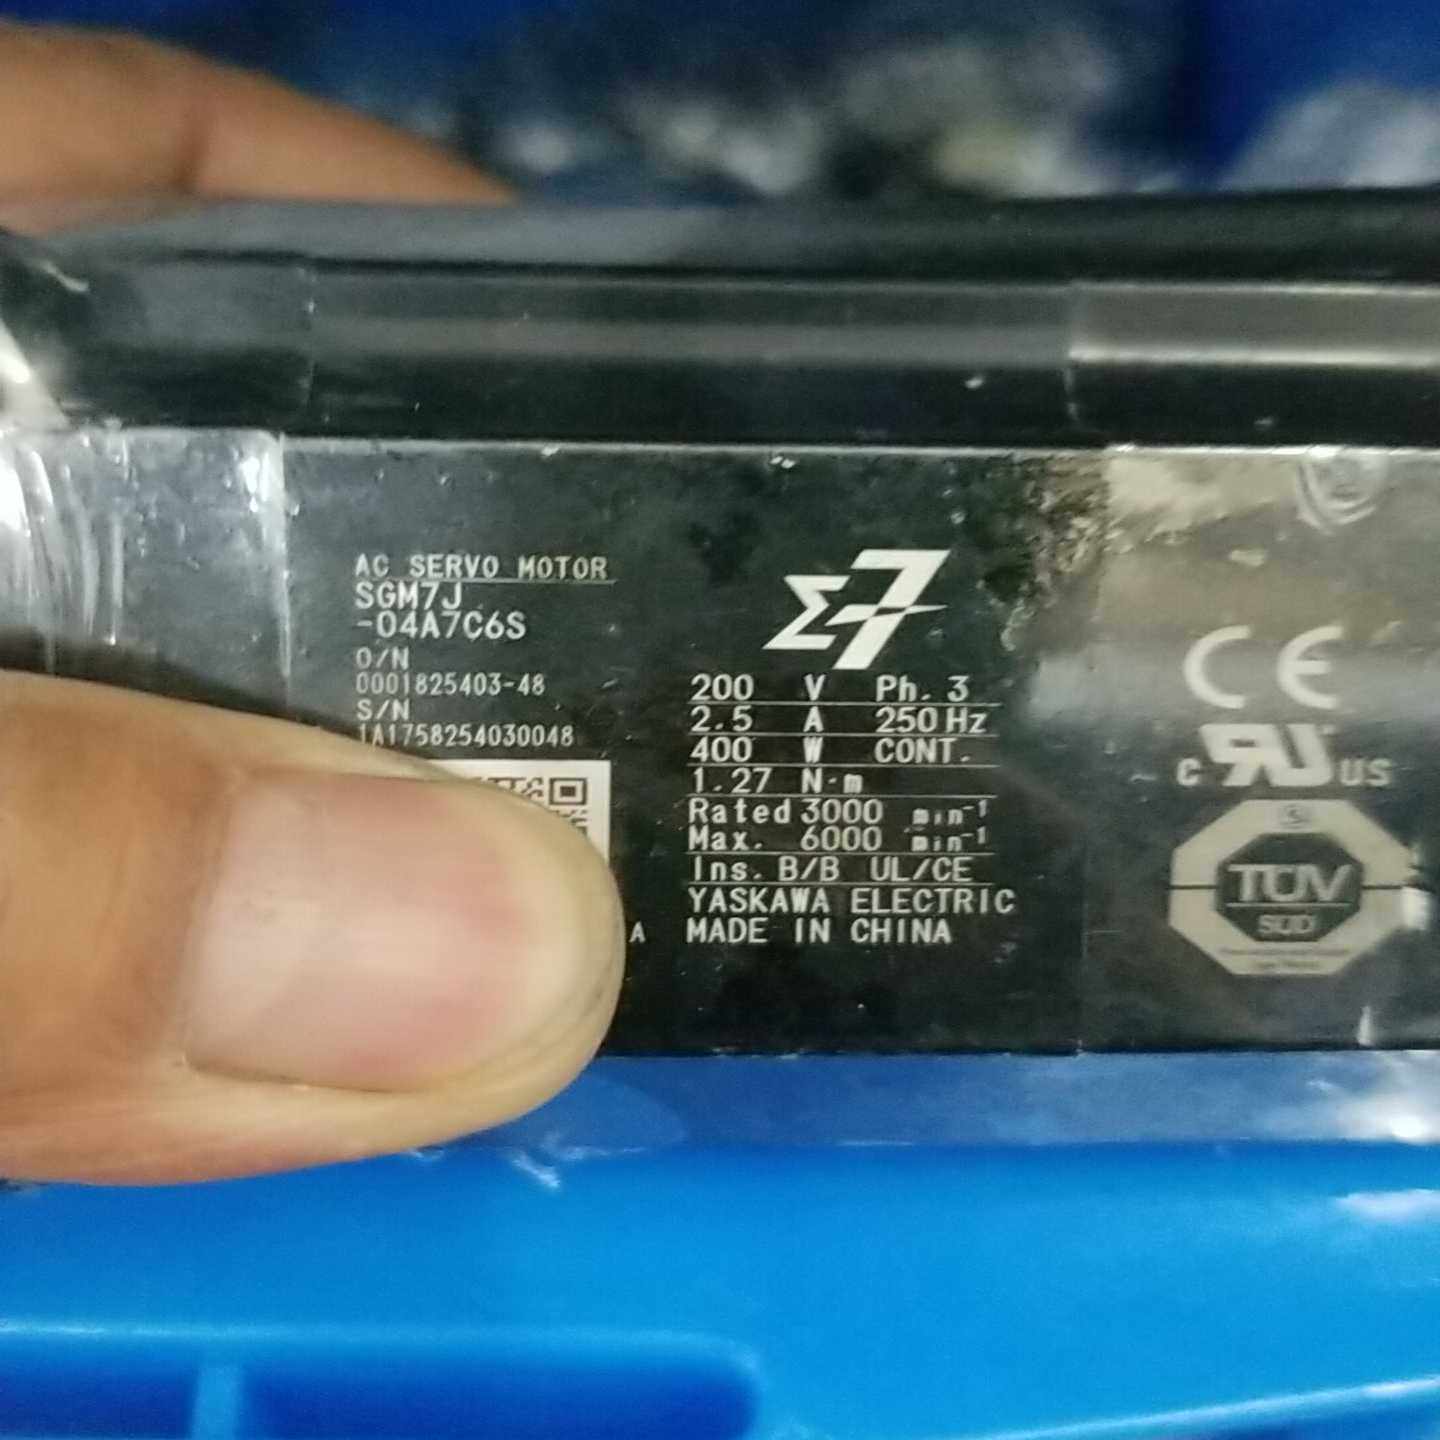 AC SERVO MOTOR
SGM7J
-04A7C6S
O/N
0001825403-48
S/N
1A1758254030048
A
Σ-7
200 V Ph. 3
2.5 A 250 Hz
400 W CONT.
1.27 N·m
Rated 3000 min⁻¹
Max. 6000 min⁻¹
Ins. B/B UL/CE
YASKAWA ELECTRIC
MADE IN CHINA
CE
c RU US
TÜV
SÜD